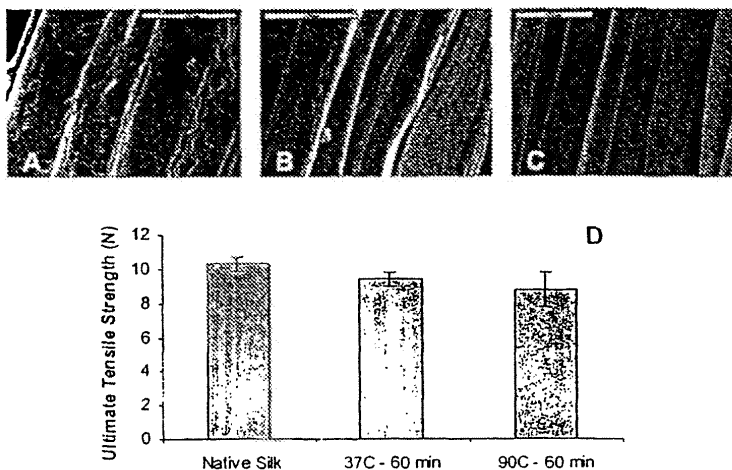 A
B
C
D
Ultimate Tensile Strength (N)
12
10
8
6
4
2
0
Native Silk
37C - 60 min
90C - 60 min